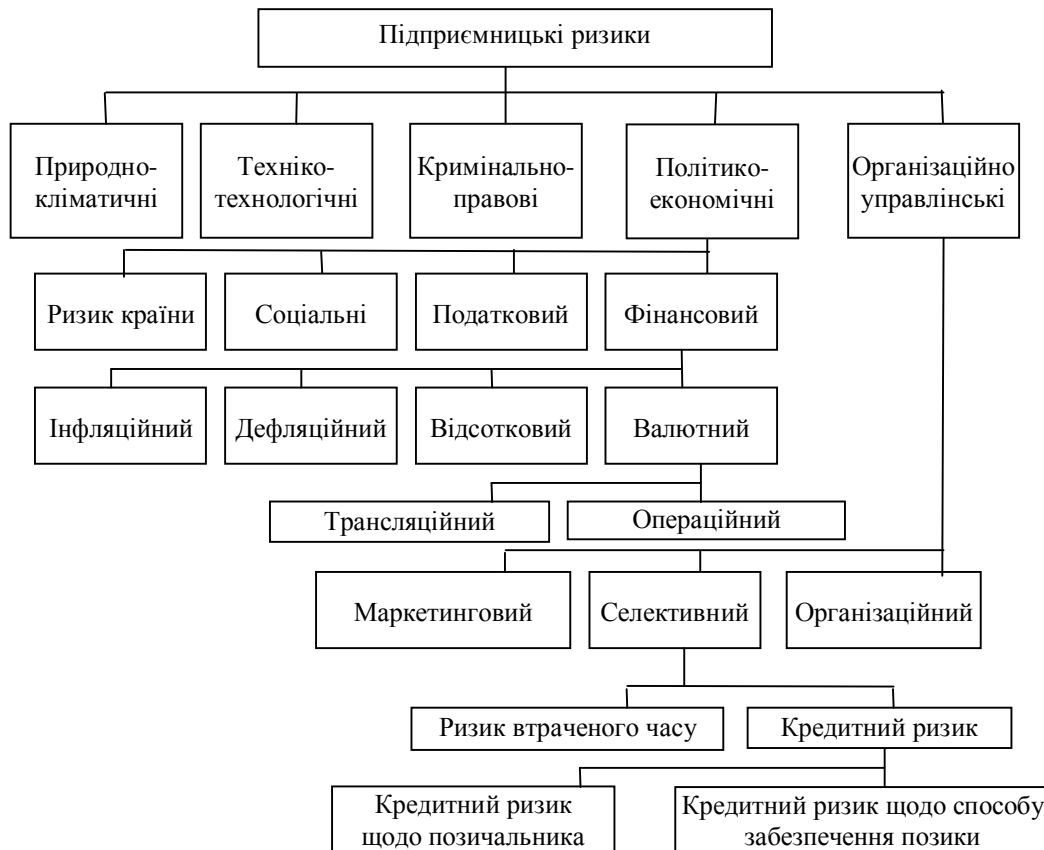 Підприємницькі ризики
Природно-
кліматичні
Техніко-
технологічні
Кримінально-
правові
Політико-
економічні
Організаційно
управлінські
Ризик країни
Соціальні
Податковий
Фінансовий
Інфляційний
Дефляційний
Відсотковий
Валютний
Трансляційний
Операційний
Маркетинговий
Селективний
Організаційний
Ризик втраченого часу
Кредитний ризик
Кредитний ризик
щодо позичальника
Кредитний ризик щодо способу
забезпечення позики